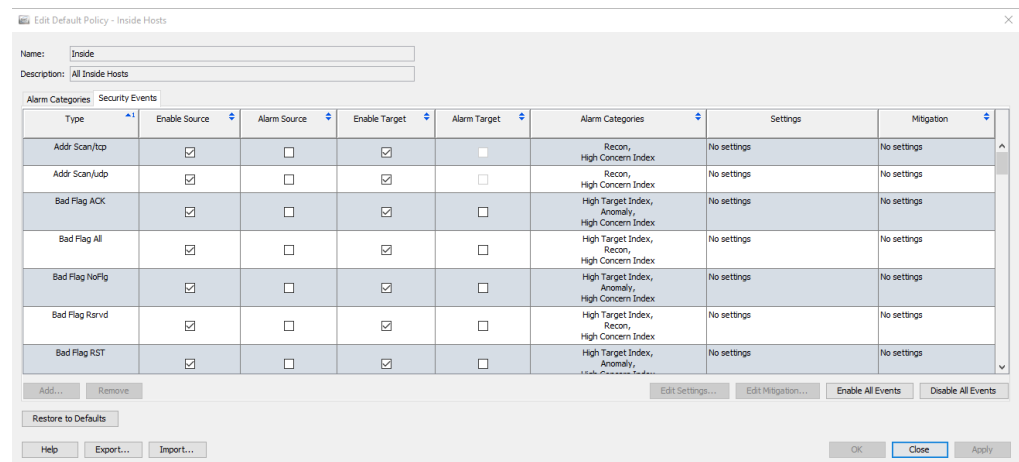 Edit Default Policy - Inside Hosts
Name: Inside
Description: All Inside Hosts
Alarm Categories Security Events
Type 1 Enable Source Alarm Source Enable Target Alarm Target Alarm Categories Settings Mitigation
Addr Scan/tcp Recon, No settings No settings
High Concern Index
Addr Scan/udp Recon, No settings No settings
High Concern Index
Bad Flag ACK High Target Index, No settings No settings
Anomaly,
High Concern Index
Bad Flag All High Target Index, No settings No settings
Recon,
High Concern Index
Bad Flag NoFlg High Target Index, No settings No settings
Anomaly,
High Concern Index
Bad Flag Rsrvd High Target Index, No settings No settings
Recon,
High Concern Index
Bad Flag RST High Target Index, No settings No settings
Anomaly,
High Concern Index
Add... Remove Edit Settings... Edit Mitigation... Enable All Events Disable All Events
Restore to Defaults
Help Export... Import... OK Close Apply